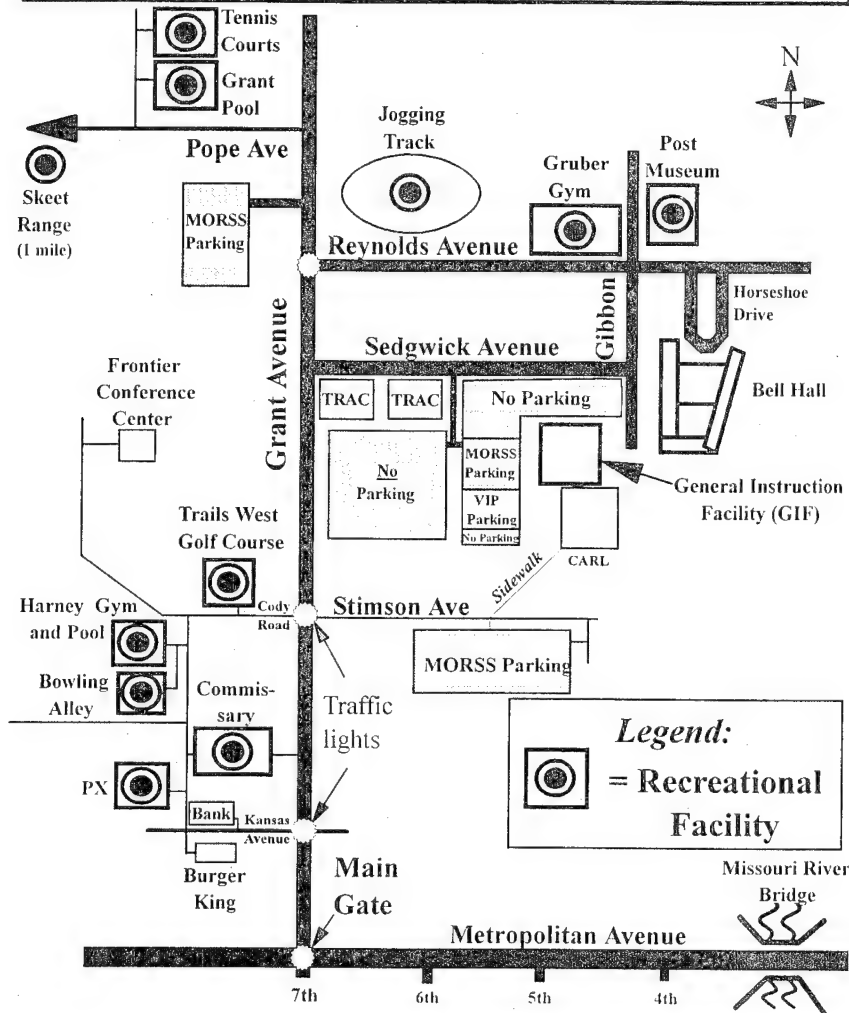 Tennis
Courts
Grant
Pool
N
Pope Ave
Jogging
Track
Post
Museum
Gruber
Gym
Skeet
Range
(1 mile)
MORSS
Parking
Reynolds Avenue
Horseshoe
Drive
Gibbon
Grant Avenue
Sedgwick Avenue
Frontier
Conference
Center
TRAC
TRAC
No Parking
Bell Hall
No
Parking
MORSS
Parking
VIP
Parking
No Parking
General Instruction
Facility (GIF)
CARL
Trails West
Golf Course
Sidewalk
Cody
Road
Stimson Ave
Harney Gym
and Pool
MORSS Parking
Bowling
Alley
Commis-
sary
Traffic
lights
Legend:
= Recreational
Facility
PX
Bank
Kansas
Avenue
Burger
King
Main
Gate
Missouri River
Bridge
Metropolitan Avenue
7th
6th
5th
4th